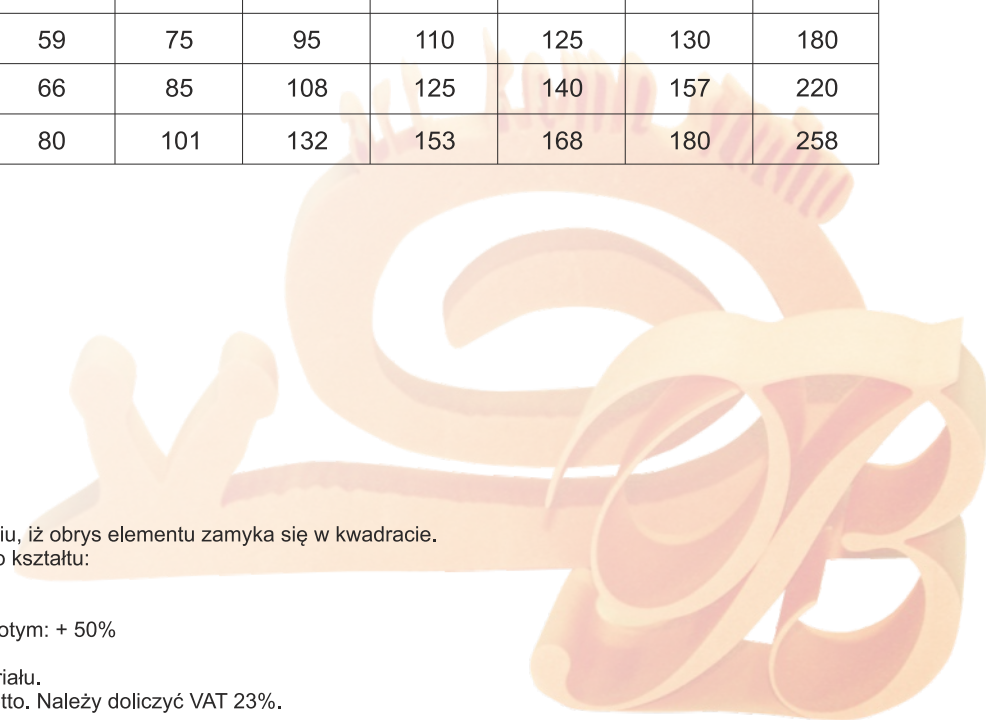 59 75 95 110 125 130 180
66 85 108 125 140 157 220
80 101 132 153 168 180 258
iu, iż obrys elementu zamyka się w kwadracie.
kształtu:
otym: + 50%
riału.
tto. Należy doliczyć VAT 23%.